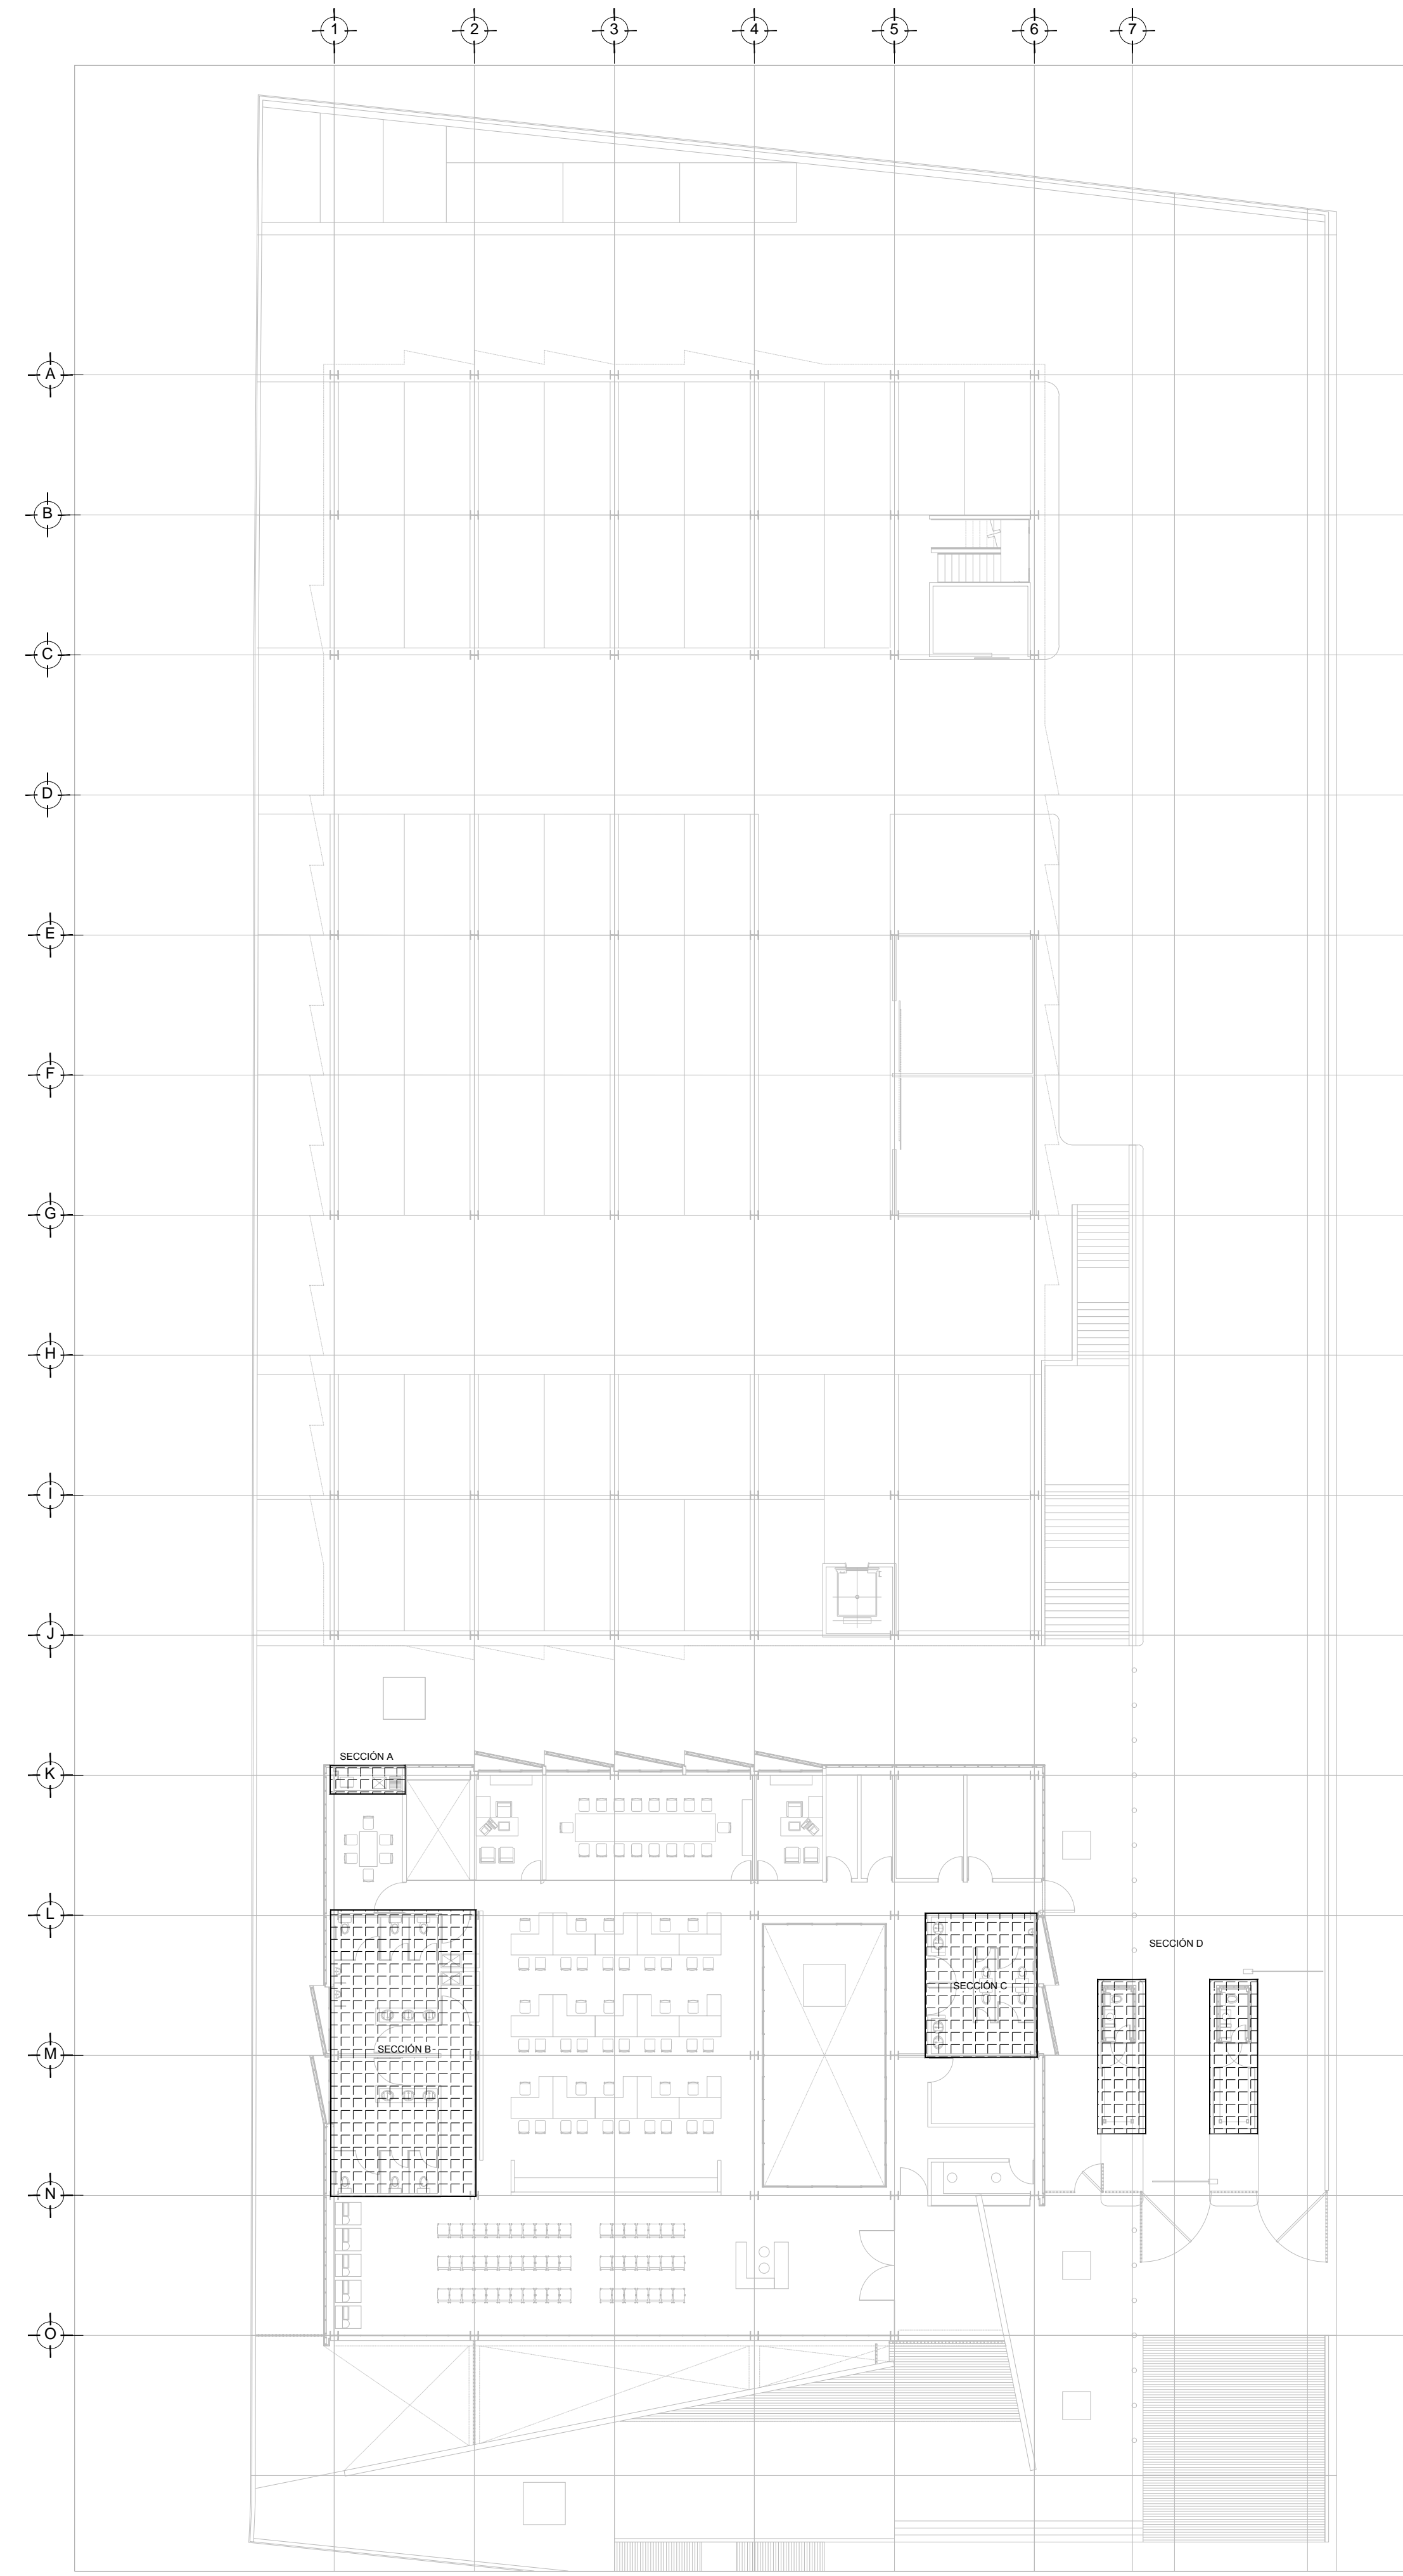 1 2 3 4 5 6 7
A
B
C
D
E
F
G
H
I
J
SECCIÓN A
K
L
SECCIÓN D
SECCIÓN C
SECCIÓN B
M
N
O